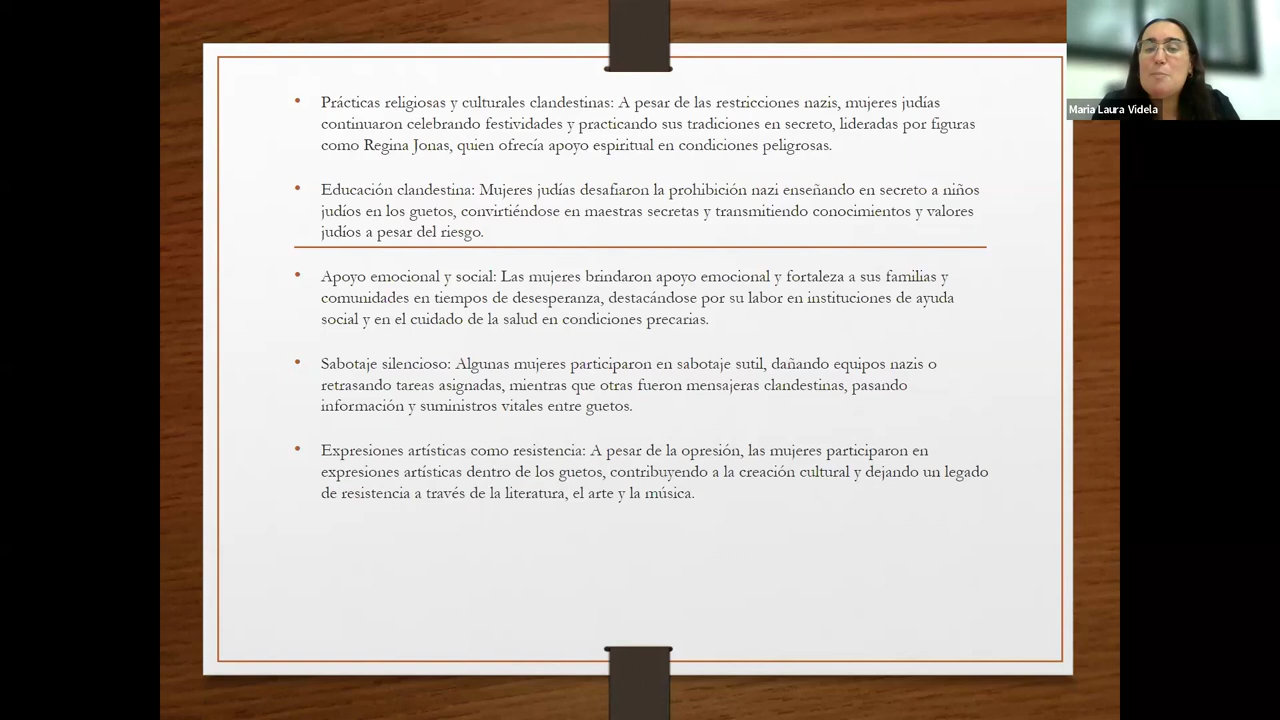 Prácticas religiosas y culturales clandestinas: A pesar de las restricciones nazis, mujeres judías
continuaron celebrando festividades y practicando sus tradiciones en secreto, lideradas por figuras
como Regina Jonas, quien ofrecía apoyo espiritual en condiciones peligrosas.
Educación clandestina: Mujeres judías desafiaron la prohibición nazi enseñando en secreto a niños
judíos en los guetos, convirtiéndose en maestras secretas y transmitiendo conocimientos y valores
judíos a pesar del riesgo.
Apoyo emocional y social: Las mujeres brindaron apoyo emocional y fortaleza a sus familias y
comunidades en tiempos de desesperanza, destacándose por su labor en instituciones de ayuda
social y en el cuidado de la salud en condiciones precarias.
Sabotaje silencioso: Algunas mujeres participaron en sabotaje sutil, dañando equipos nazis o
retrasando tareas asignadas, mientras que otras fueron mensajeras clandestinas, pasando
información y suministros vitales entre guetos.
Expresiones artísticas como resistencia: A pesar de la opresión, las mujeres participaron en
expresiones artísticas dentro de los guetos, contribuyendo a la creación cultural y dejando un legado
de resistencia a través de la literatura, el arte y la música.
Maria Laura Videla